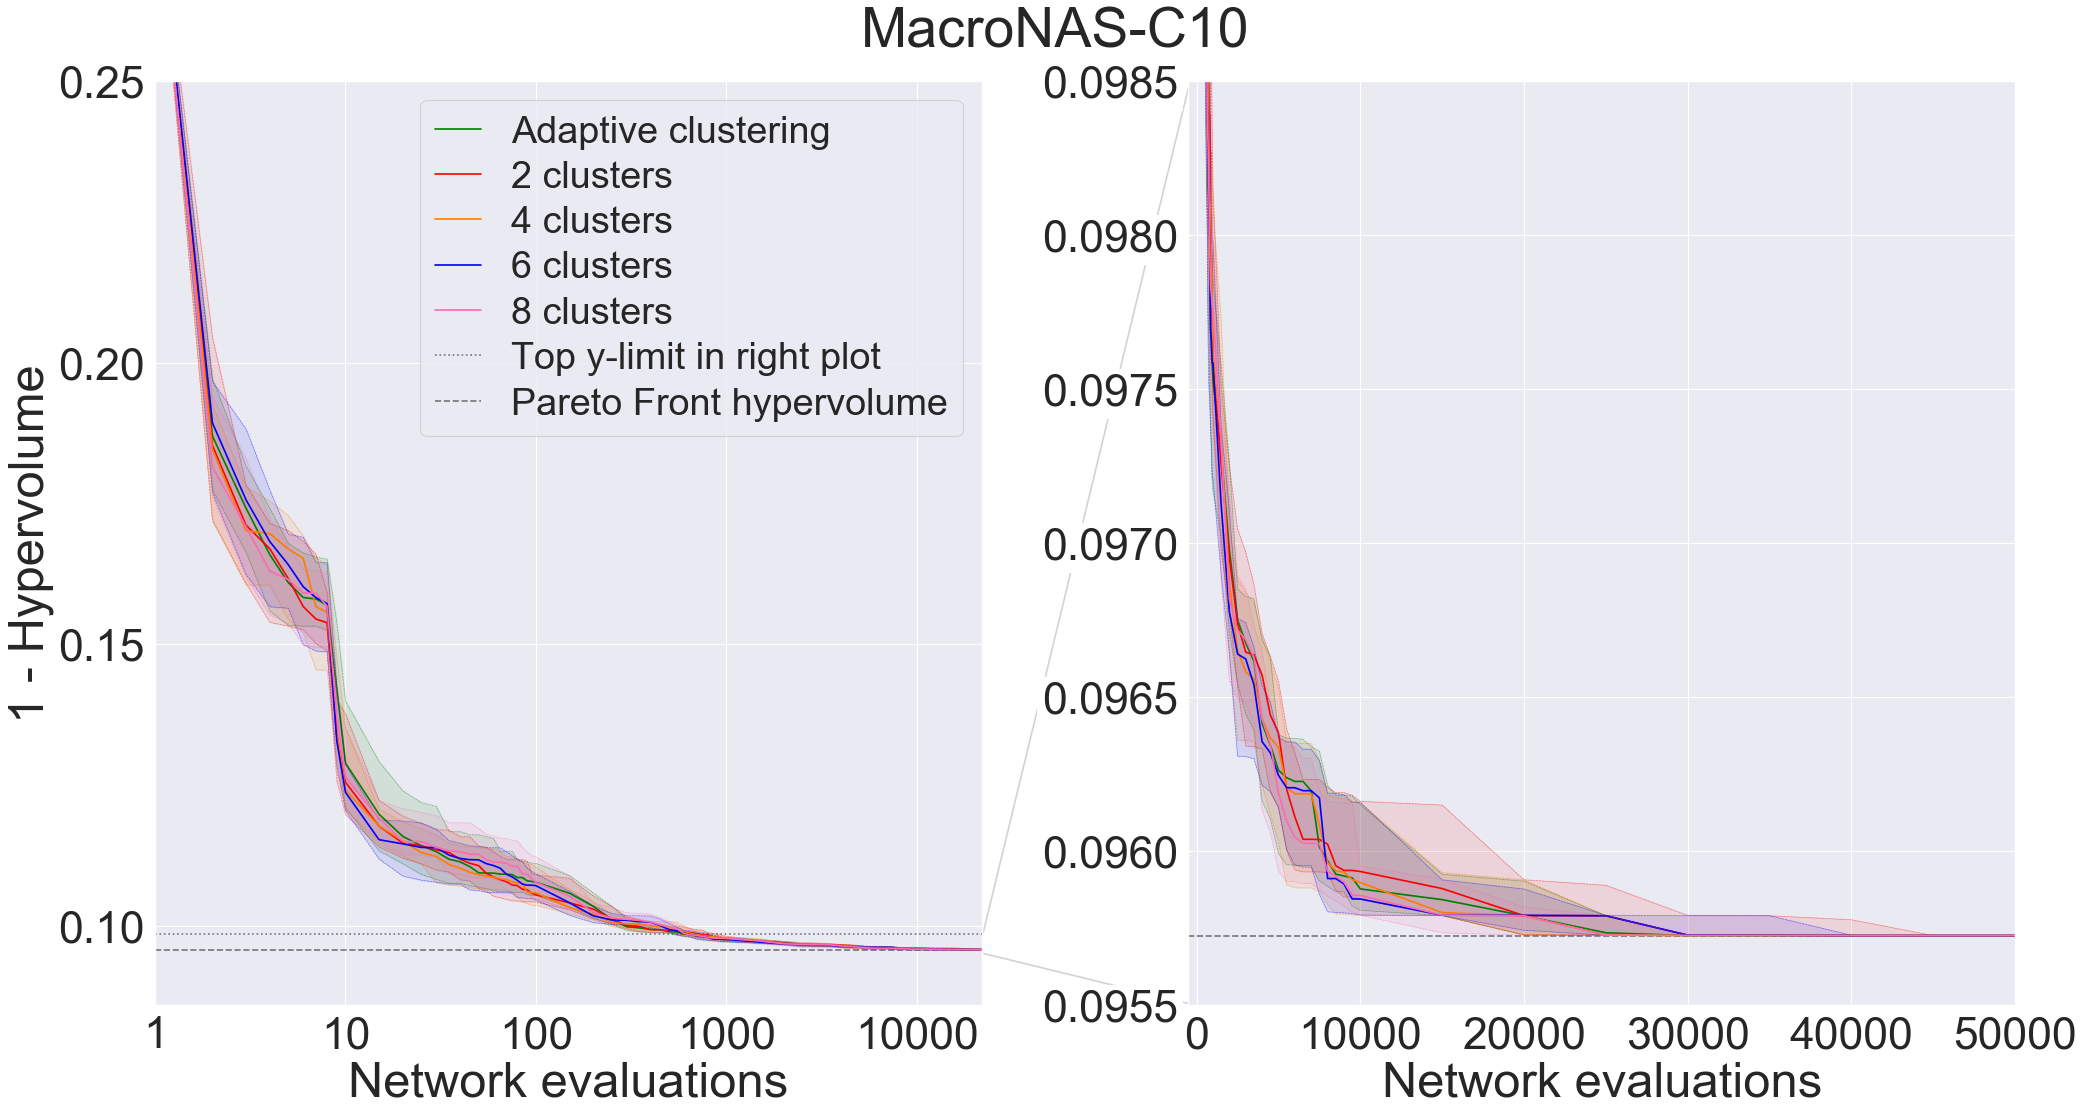 MacroNAS-C10
1 - Hypervolume
0.25
0.20
0.15
0.10
1
10
100
1000
10000
Network evaluations
Adaptive clustering
2 clusters
4 clusters
6 clusters
8 clusters
Top y-limit in right plot
Pareto Front hypervolume
0.0985
0.0980
0.0975
0.0970
0.0965
0.0960
0.0955
0
10000
20000
30000
40000
50000
Network evaluations